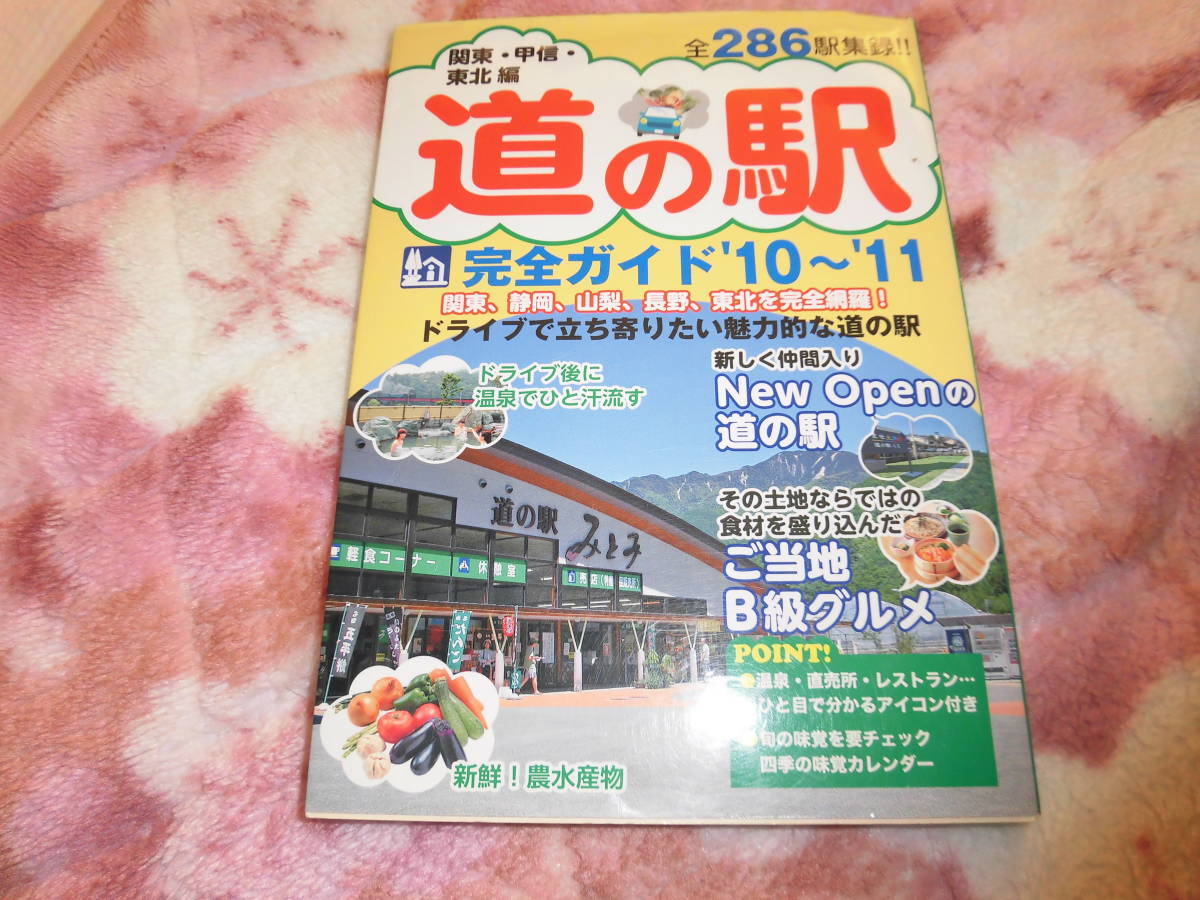 関東・甲信・
東北 編
全286駅集録!!
道の駅
完全ガイド'10～'11
関東、静岡、山梨、長野、東北を完全網羅！
ドライブで立ち寄りたい魅力的な道の駅
ドライブ後に
温泉でひと汗流す
新しく仲間入り
New Openの
道の駅
その土地ならではの
食材を盛り込んだ
ご当地
B級グルメ
道の駅 みとみ
軽食コーナー
休憩室
売店
五平餅
POINT!
●温泉・直売所・レストラン…
ひと目で分かるアイコン付き
●旬の味覚を要チェック
四季の味覚カレンダー
新鮮！農水産物